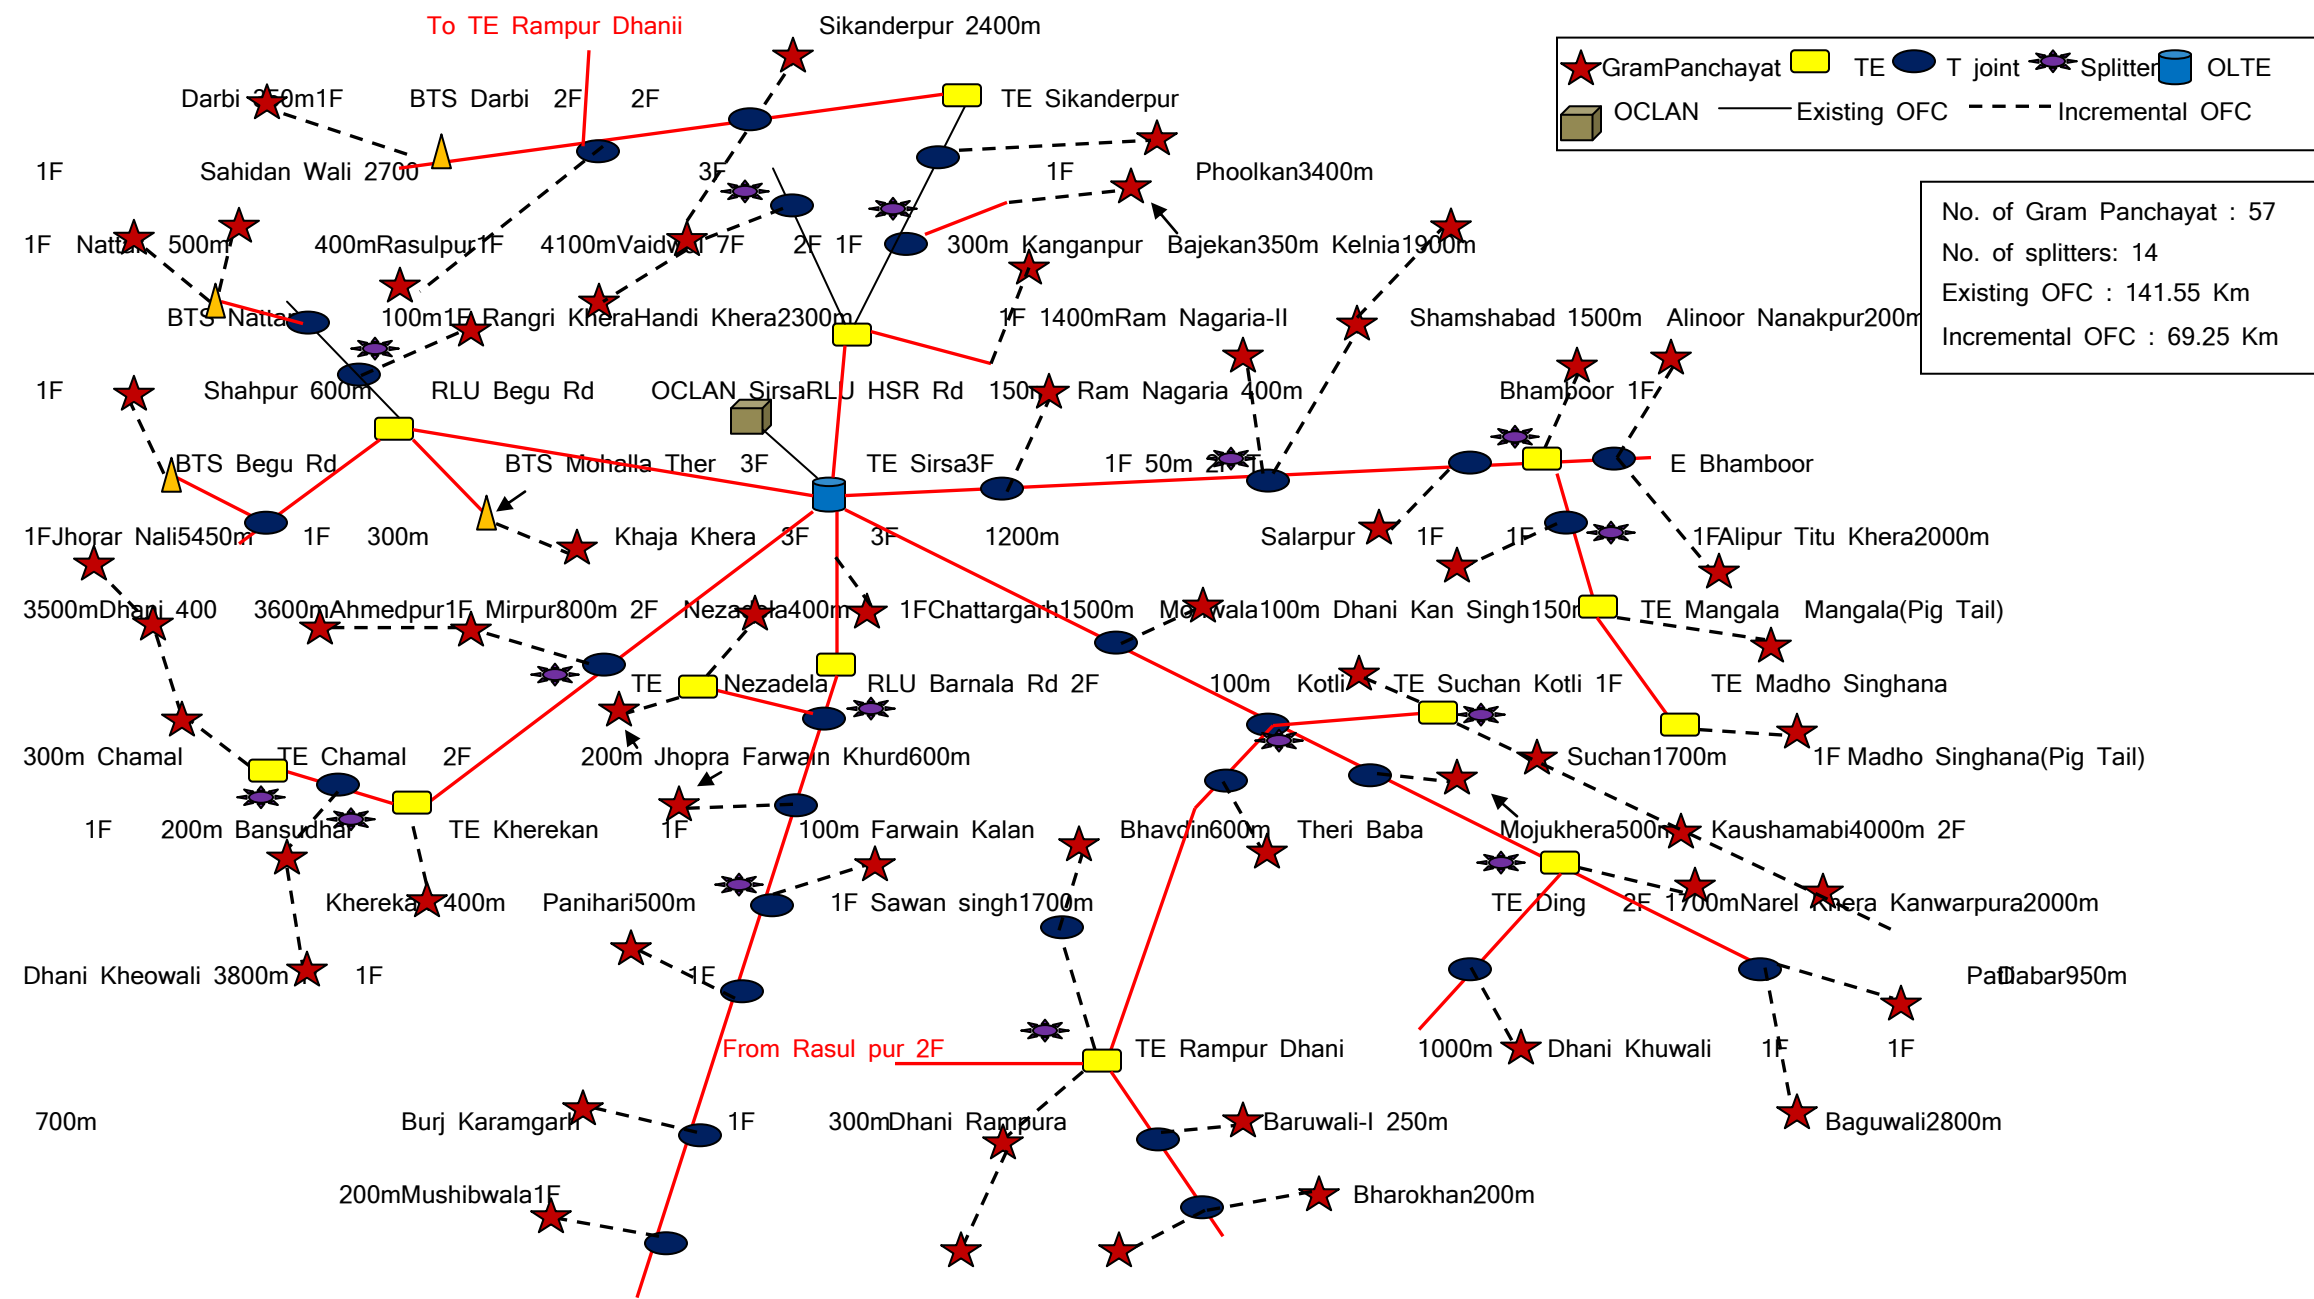 To TE Rampur Dhanii Sikanderpur 2400m
GramPanchayat TE T joint Splitter OLTE
Darbi 350m1F BTS Darbi 2F 2F TE Sikanderpur
OCLAN Existing OFC Incremental OFC
1F Sahidan Wali 2700 3F 1F Phoolkan3400m
No. of Gram Panchayat : 57
1F Nattar 500m 400mRasulpur1F 4100mVaidwal 7F 2F 1F 300m Kanganpur Bajekan350m Kelnia1900m
No. of splitters: 14
Existing OFC : 141.55 Km
BTS Nattar 100m1F Rangri KheraHandi Khera2300m 1F 1400mRam Nagaria-II Shamshabad 1500m Alinoor Nanakpur200m
Incremental OFC : 69.25 Km
1F Shahpur 600m RLU Begu Rd OCLAN SirsaRLU HSR Rd 150m Ram Nagaria 400m Bhamboor 1F
BTS Begu Rd BTS Mohalla Ther 3F TE Sirsa3F 1F 50m 2F T E Bhamboor
1FJhorar Nali5450m 1F 300m Khaja Khera 3F 3F 1200m Salarpur 1F 1F 1FAlipur Titu Khera2000m
3500mDhani 400 3600mAhmedpur1F Mirpur800m 2F Nezadela400m 1FChattargarh1500m Moriwala100m Dhani Kan Singh150m TE Mangala Mangala(Pig Tail)
TE Nezadela RLU Barnala Rd 2F 100m Kotli TE Suchan Kotli 1F TE Madho Singhana
300m Chamal TE Chamal 2F 200m Jhopra Farwain Khurd600m Suchan1700m 1F Madho Singhana(Pig Tail)
1F 200m Bansudhar TE Kherekan 1F 100m Farwain Kalan Bhavdin600m Theri Baba Mojukhera500m Kaushamabi4000m 2F
Kherekan 400m Panihari500m 1F Sawan singh1700m TE Ding 2F 1700mNarel Khera Kanwarpura2000m
Dhani Kheowali 3800m 1F 1F Patli Dabar950m
From Rasul pur 2F TE Rampur Dhani 1000m Dhani Khuwali 1F 1F
700m Burj Karamgarh 1F 300mDhani Rampura Baruwali-I 250m Baguwali2800m
200mMushibwala1F Bharokhan200m